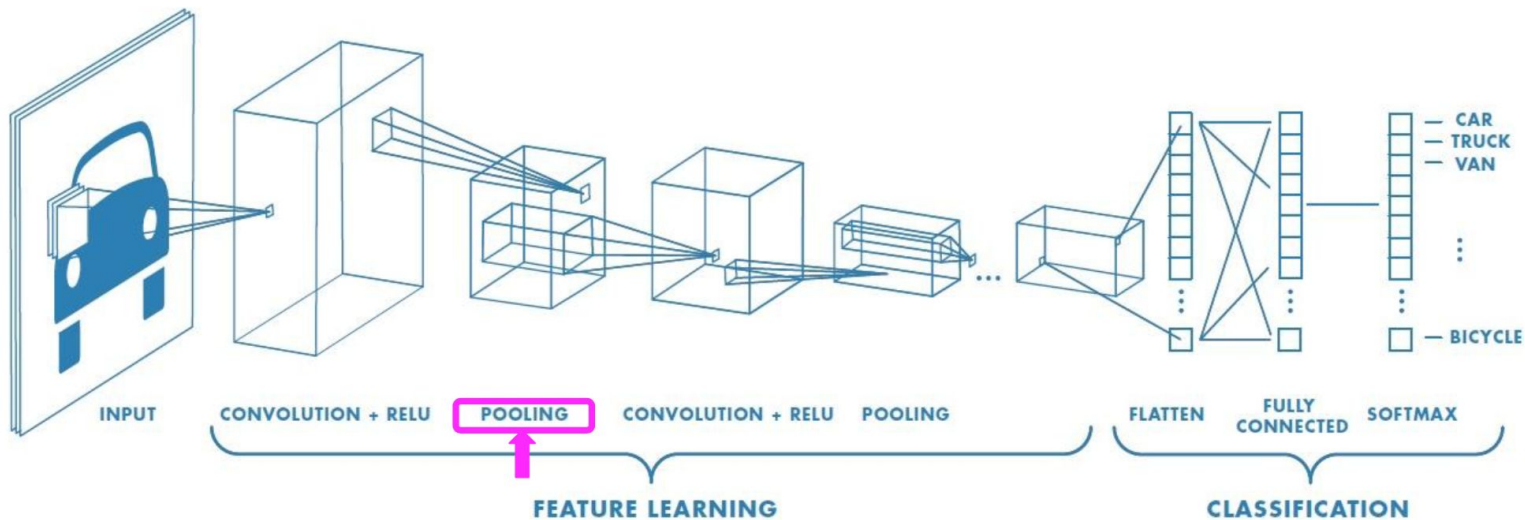 CAR
TRUCK
VAN
BICYCLE
INPUT
CONVOLUTION + RELU
POOLING
CONVOLUTION + RELU
POOLING
FLATTEN
FULLY
CONNECTED
SOFTMAX
FEATURE LEARNING
CLASSIFICATION